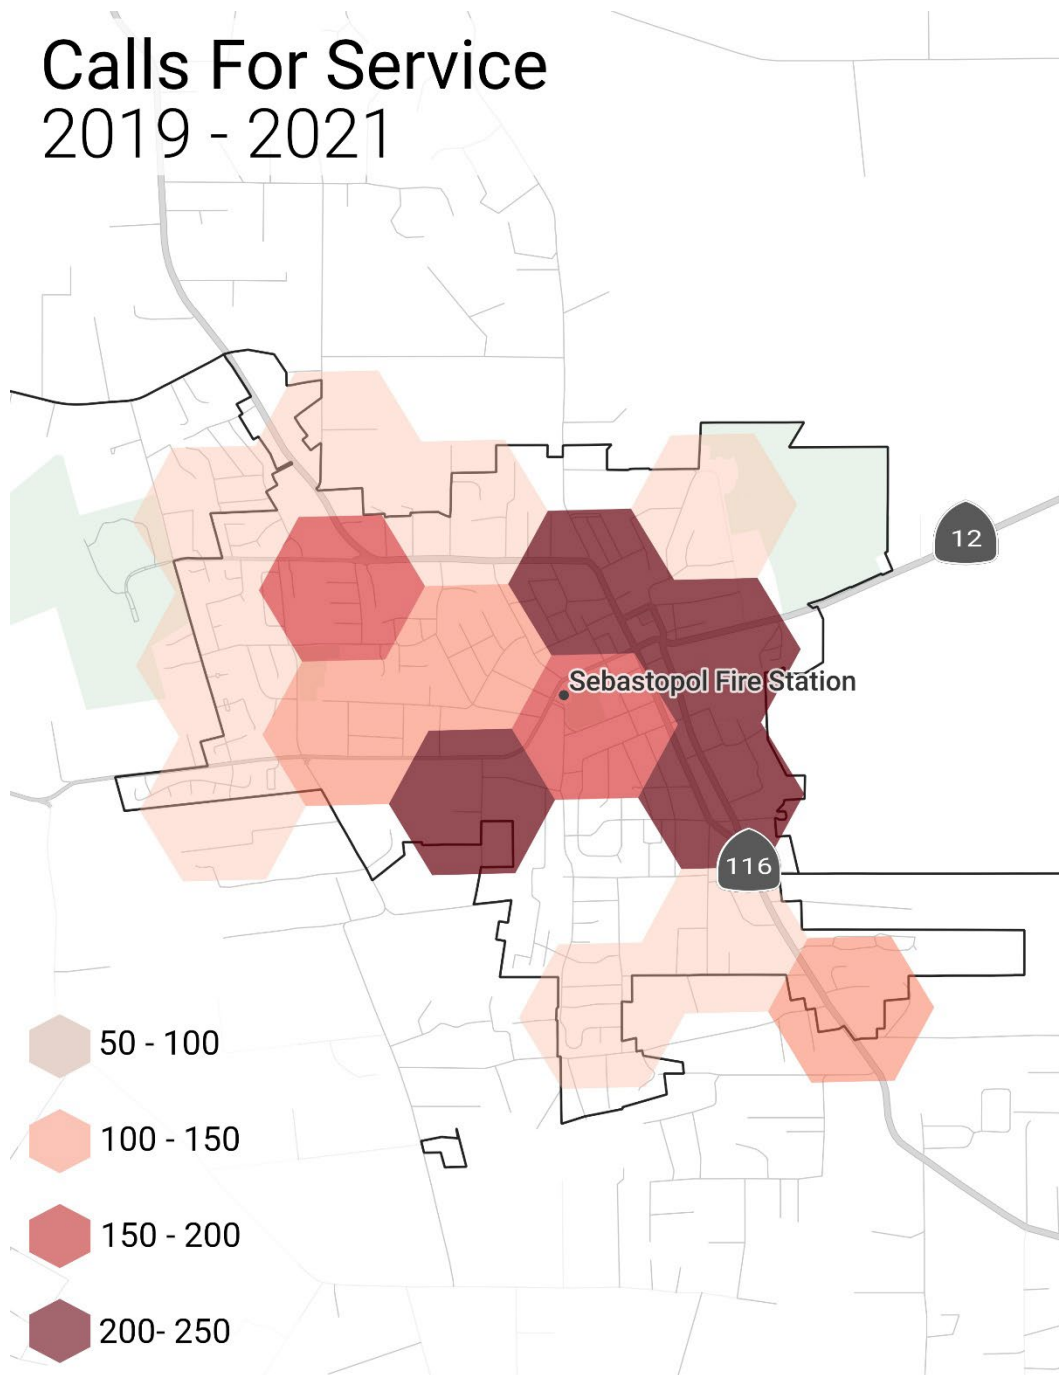 Calls For Service
2019 - 2021
12
Sebastopol Fire Station
116
50 - 100
100 - 150
150 - 200
200- 250